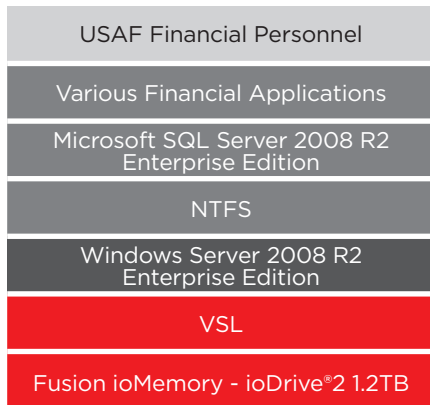 USAF Financial Personnel
Various Financial Applications
Microsoft SQL Server 2008 R2
Enterprise Edition
NTFS
Windows Server 2008 R2
Enterprise Edition
VSL
Fusion ioMemory - ioDrive®2 1.2TB